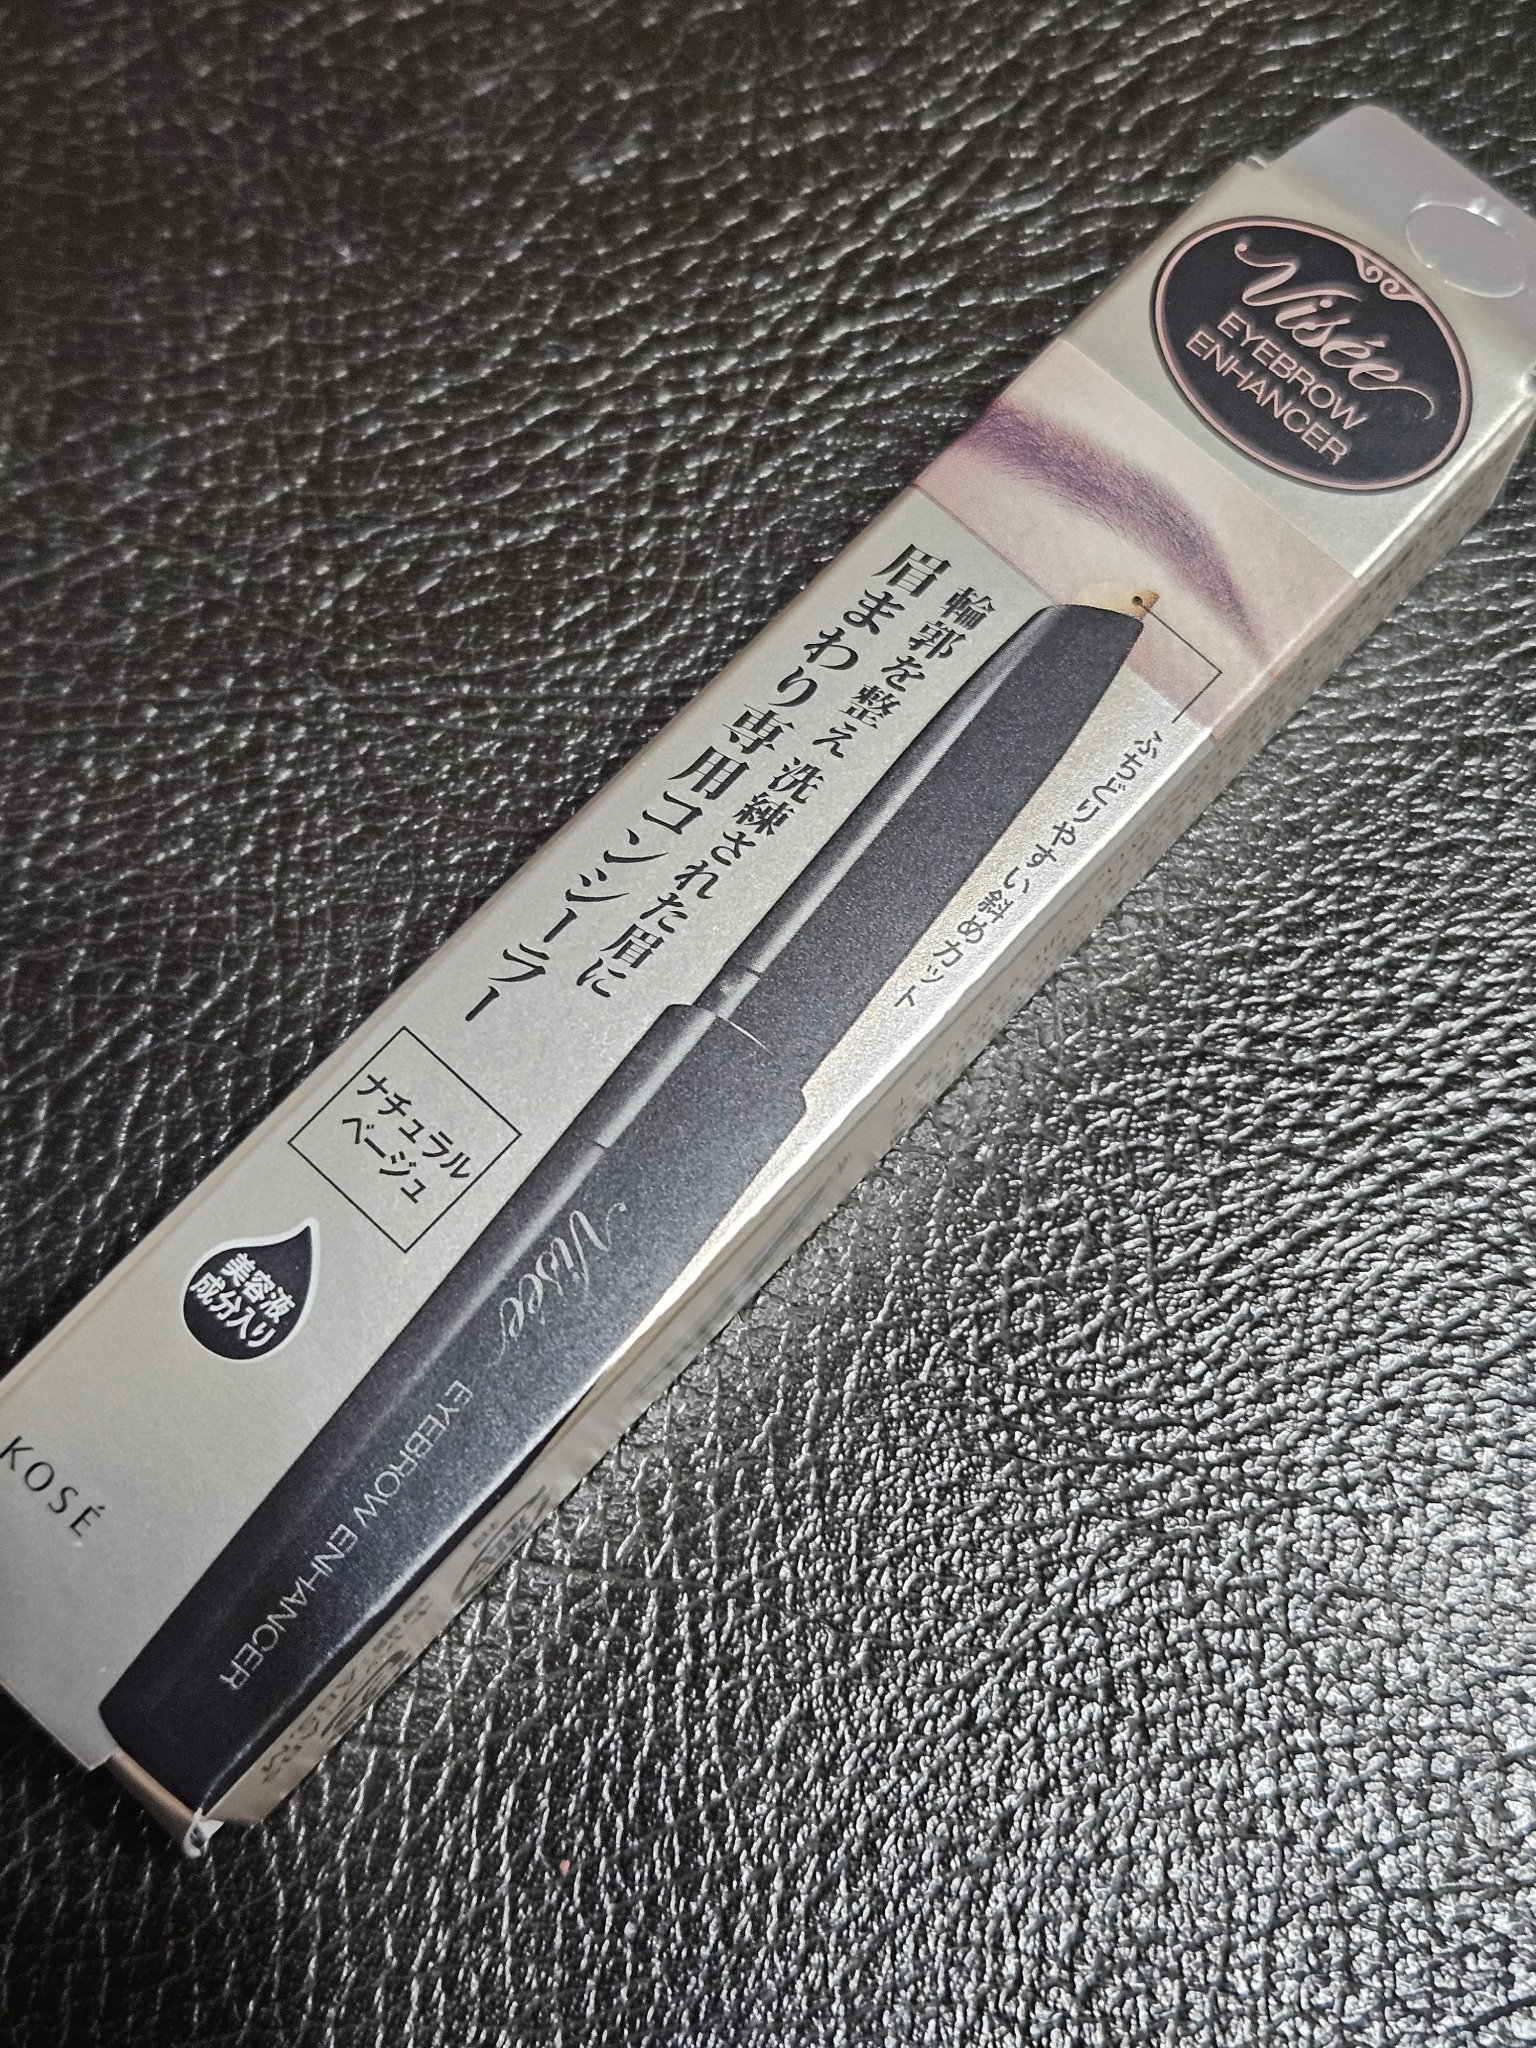 Visée
EYEBROW
ENHANCER
輪郭を整え 洗練された眉に
眉まわり専用コンシーラー
ふちどりやすい斜めカット
ナチュラル
ベージュ
美容液
成分入り
Visée
EYEBROW ENHANCER
KOSÉ